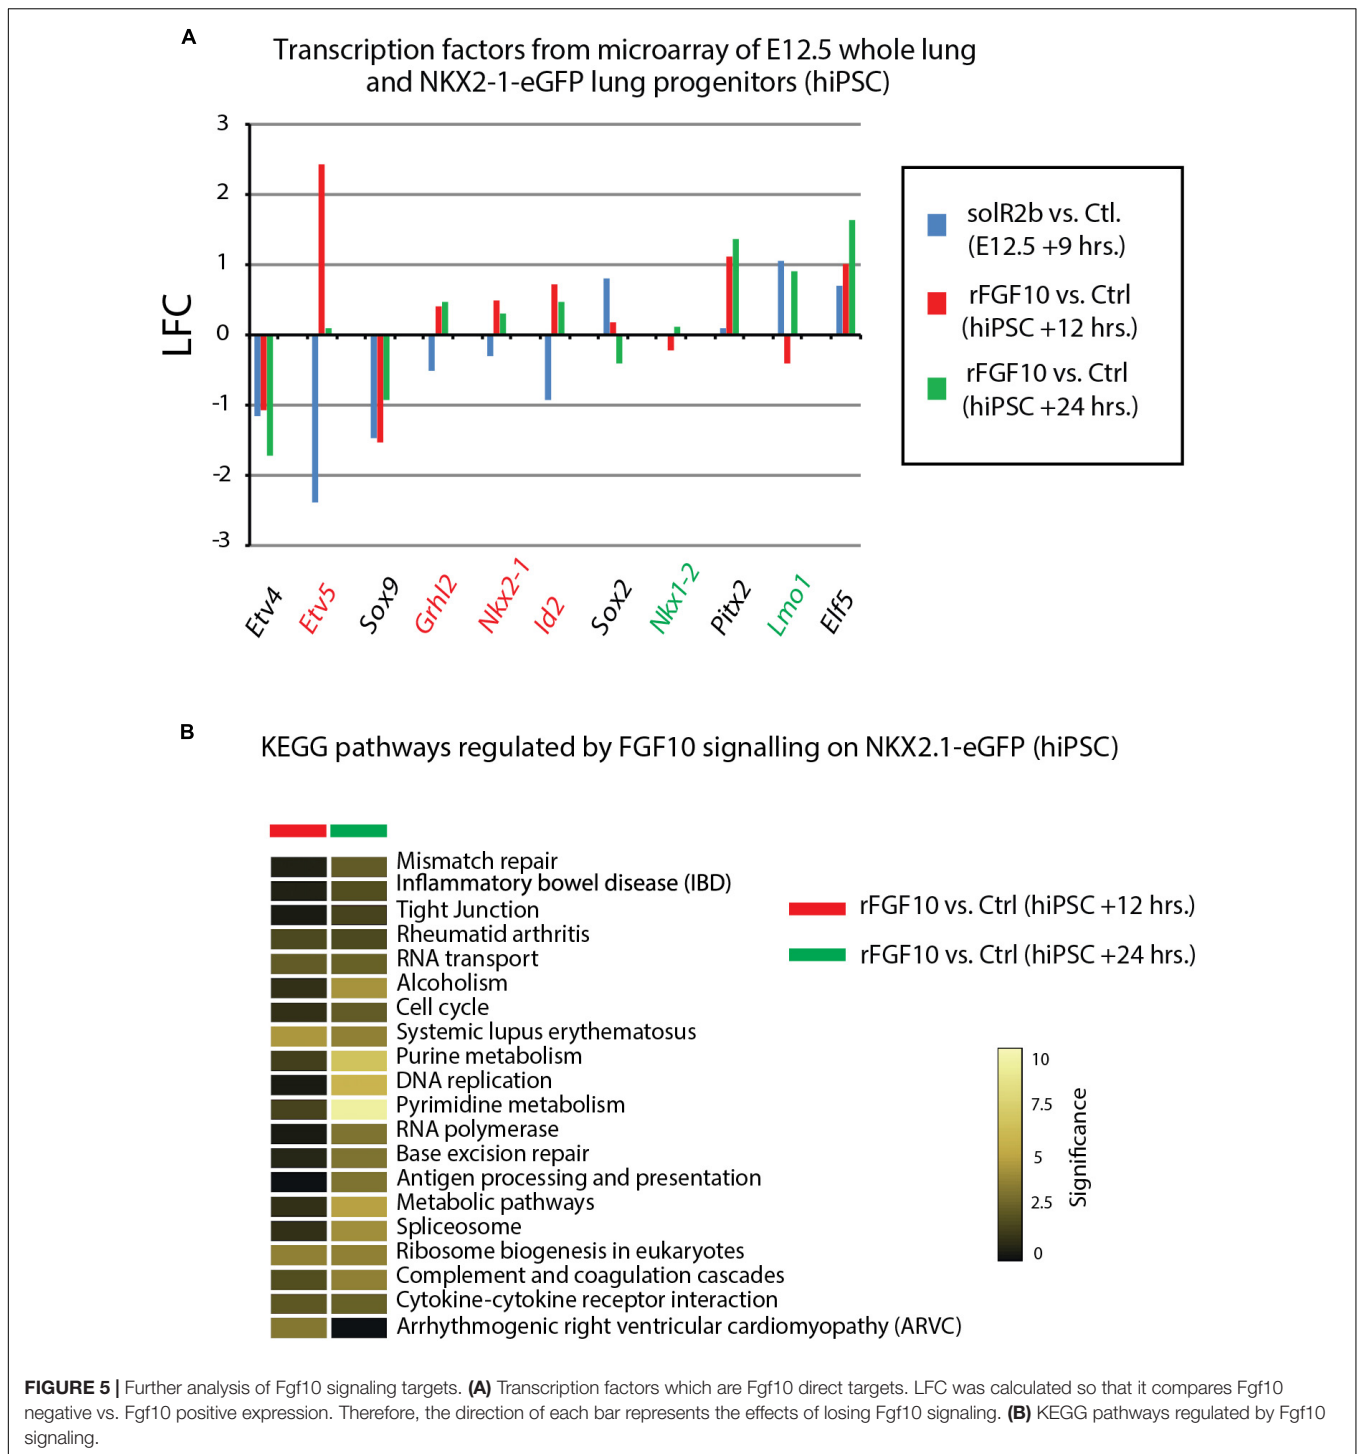 A
Transcription factors from microarray of E12.5 whole lung
and NKX2-1-eGFP lung progenitors (hiPSC)
3
2
1
0
-1
-2
-3
LFC
Etv4
Etv5
Sox9
Grhl2
Nkx2-1
Id2
Sox2
Nkx1-2
Pitx2
Lmo1
Elf5
solR2b vs. Ctl.
(E12.5 +9 hrs.)
rFGF10 vs. Ctrl
(hiPSC +12 hrs.)
rFGF10 vs. Ctrl
(hiPSC +24 hrs.)
B
KEGG pathways regulated by FGF10 signalling on NKX2.1-eGFP (hiPSC)
Mismatch repair
Inflammatory bowel disease (IBD)
Tight Junction
Rheumatid arthritis
RNA transport
Alcoholism
Cell cycle
Systemic lupus erythematosus
Purine metabolism
DNA replication
Pyrimidine metabolism
RNA polymerase
Base excision repair
Antigen processing and presentation
Metabolic pathways
Spliceosome
Ribosome biogenesis in eukaryotes
Complement and coagulation cascades
Cytokine-cytokine receptor interaction
Arrhythmogenic right ventricular cardiomyopathy (ARVC)
rFGF10 vs. Ctrl (hiPSC +12 hrs.)
rFGF10 vs. Ctrl (hiPSC +24 hrs.)
10
7.5
5
2.5
0
Significance
FIGURE 5 | Further analysis of Fgf10 signaling targets. (A) Transcription factors which are Fgf10 direct targets. LFC was calculated so that it compares Fgf10
negative vs. Fgf10 positive expression. Therefore, the direction of each bar represents the effects of losing Fgf10 signaling. (B) KEGG pathways regulated by Fgf10
signaling.